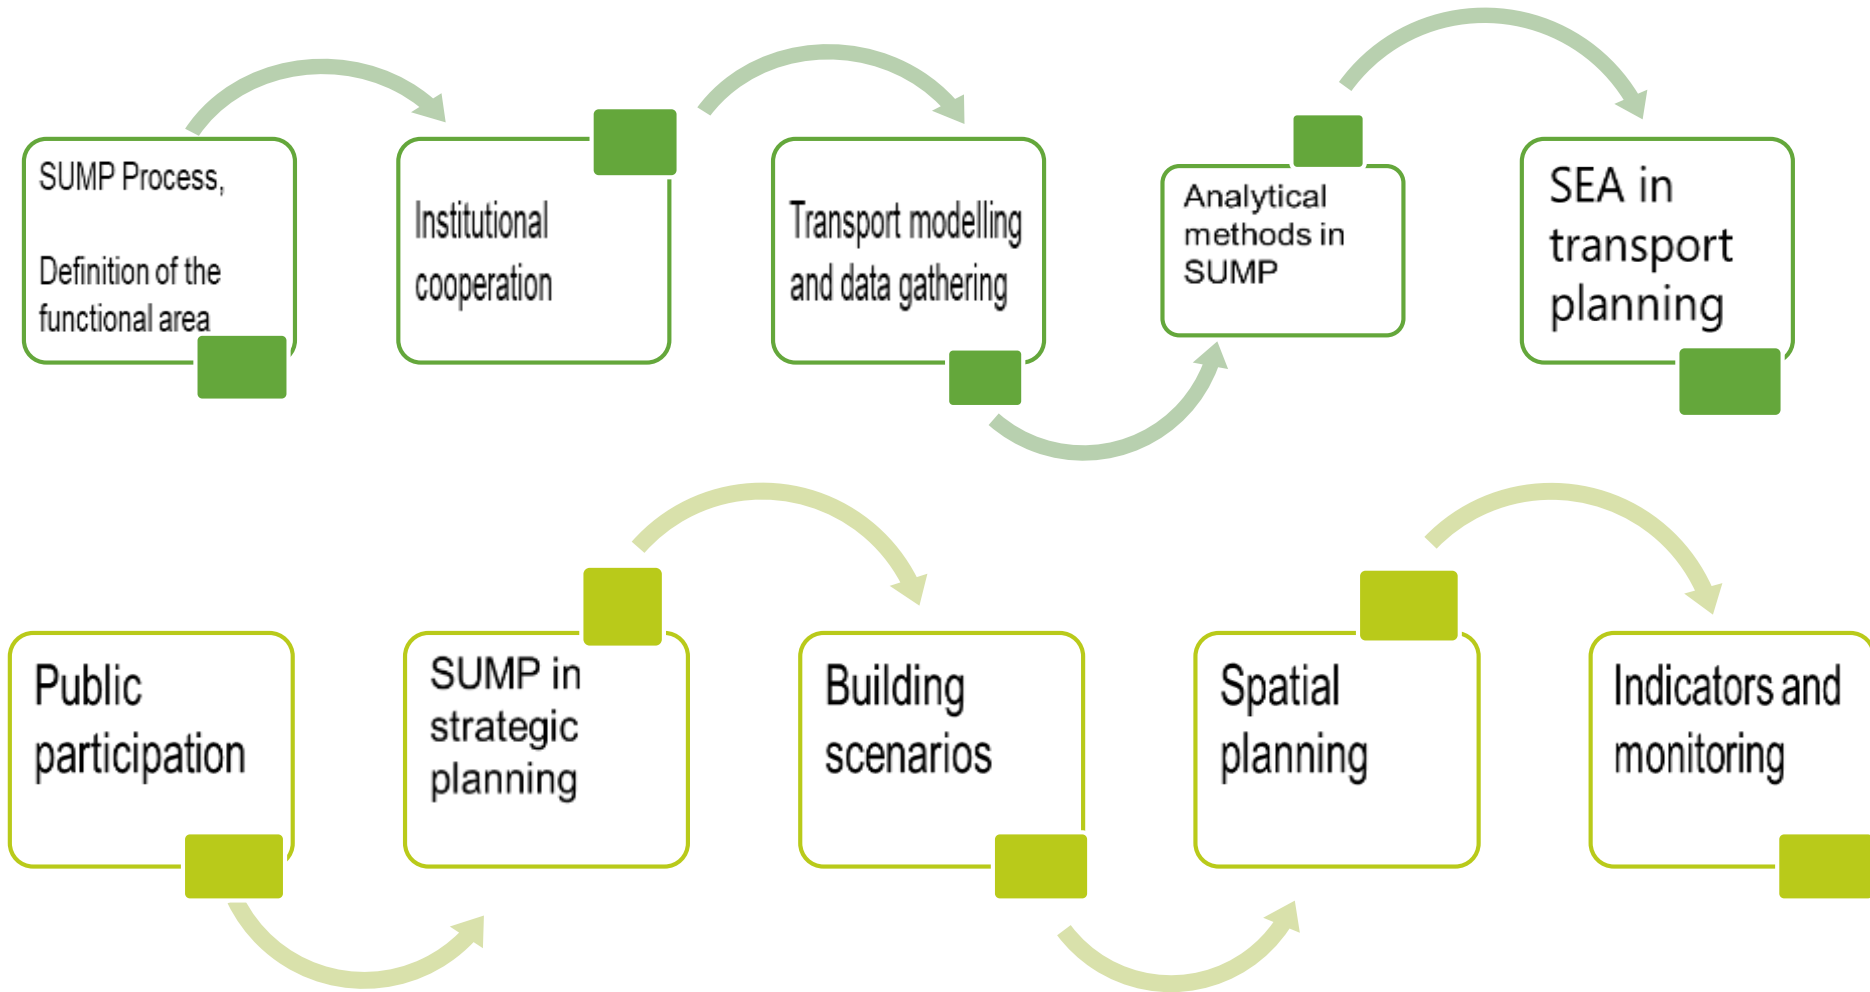 SUMP Process,
Definition of the
functional area
Institutional
cooperation
Transport modelling
and data gathering
Analytical
methods in
SUMP
SEA in
transport
planning
Public
participation
SUMP in
strategic
planning
Building
scenarios
Spatial
planning
Indicators and
monitoring